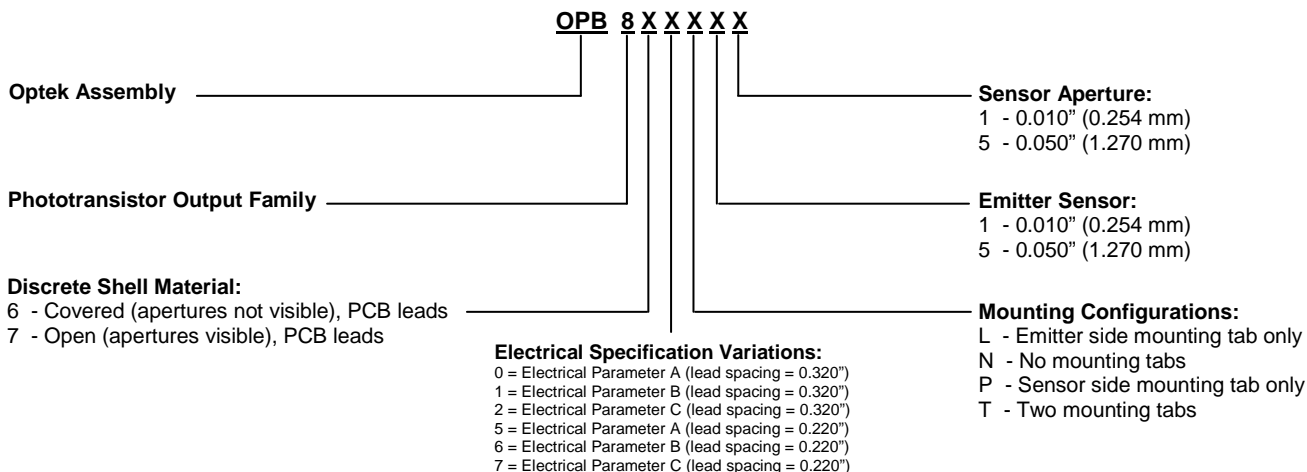 OPB 8 X X X X X
Optek Assembly
Sensor Aperture:
1 - 0.010” (0.254 mm)
5 - 0.050” (1.270 mm)
Phototransistor Output Family
Emitter Sensor:
1 - 0.010” (0.254 mm)
5 - 0.050” (1.270 mm)
Discrete Shell Material:
6 - Covered (apertures not visible), PCB leads
7 - Open (apertures visible), PCB leads
Mounting Configurations:
L - Emitter side mounting tab only
N - No mounting tabs
P - Sensor side mounting tab only
T - Two mounting tabs
Electrical Specification Variations:
0 = Electrical Parameter A (lead spacing = 0.320”)
1 = Electrical Parameter B (lead spacing = 0.320”)
2 = Electrical Parameter C (lead spacing = 0.320”)
5 = Electrical Parameter A (lead spacing = 0.220”)
6 = Electrical Parameter B (lead spacing = 0.220”)
7 = Electrical Parameter C (lead spacing = 0.220”)